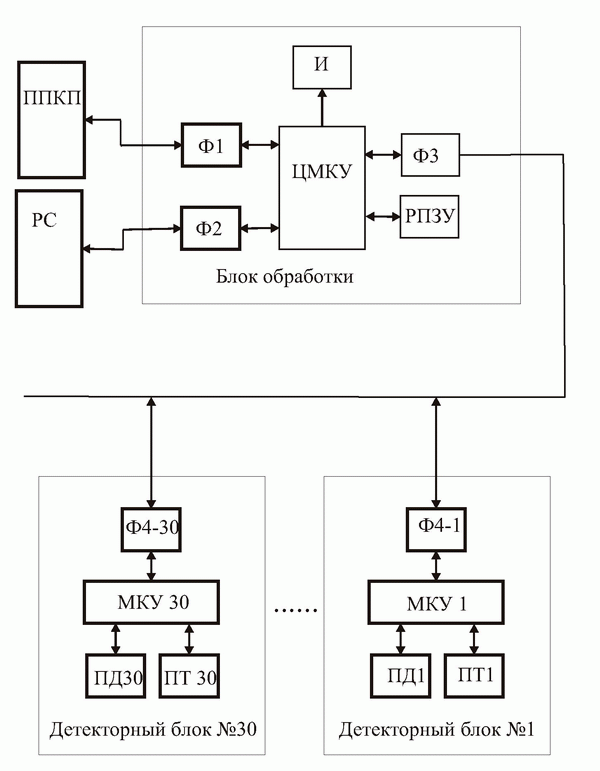 И
ППКП
Ф1
ЦМКУ
Ф3
РС
Ф2
РПЗУ
Блок обработки
Ф4-30
Ф4-1
МКУ 30
......
МКУ 1
ПД30
ПТ 30
ПД1
ПТ1
Детекторный блок №30
Детекторный блок №1